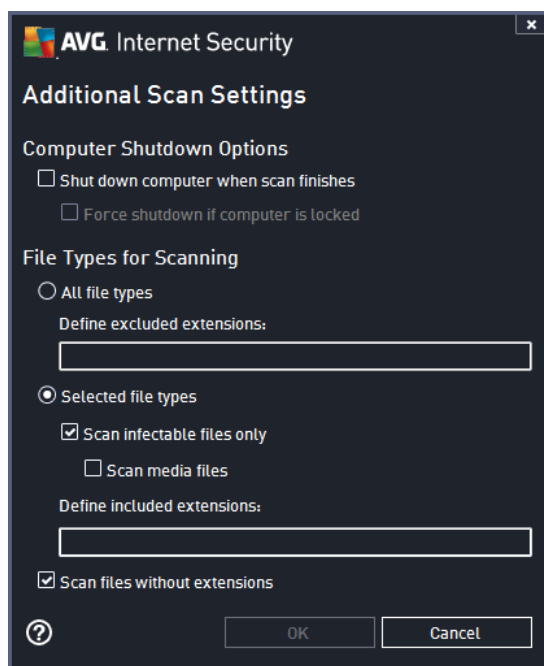 AVG. Internet Security
Additional Scan Settings
Computer Shutdown Options
Shut down computer when scan finishes
Force shutdown if computer is locked
File Types for Scanning
All file types
Define excluded extensions:
Selected file types
Scan infectable files only
Scan media files
Define included extensions:
Scan files without extensions
OK Cancel